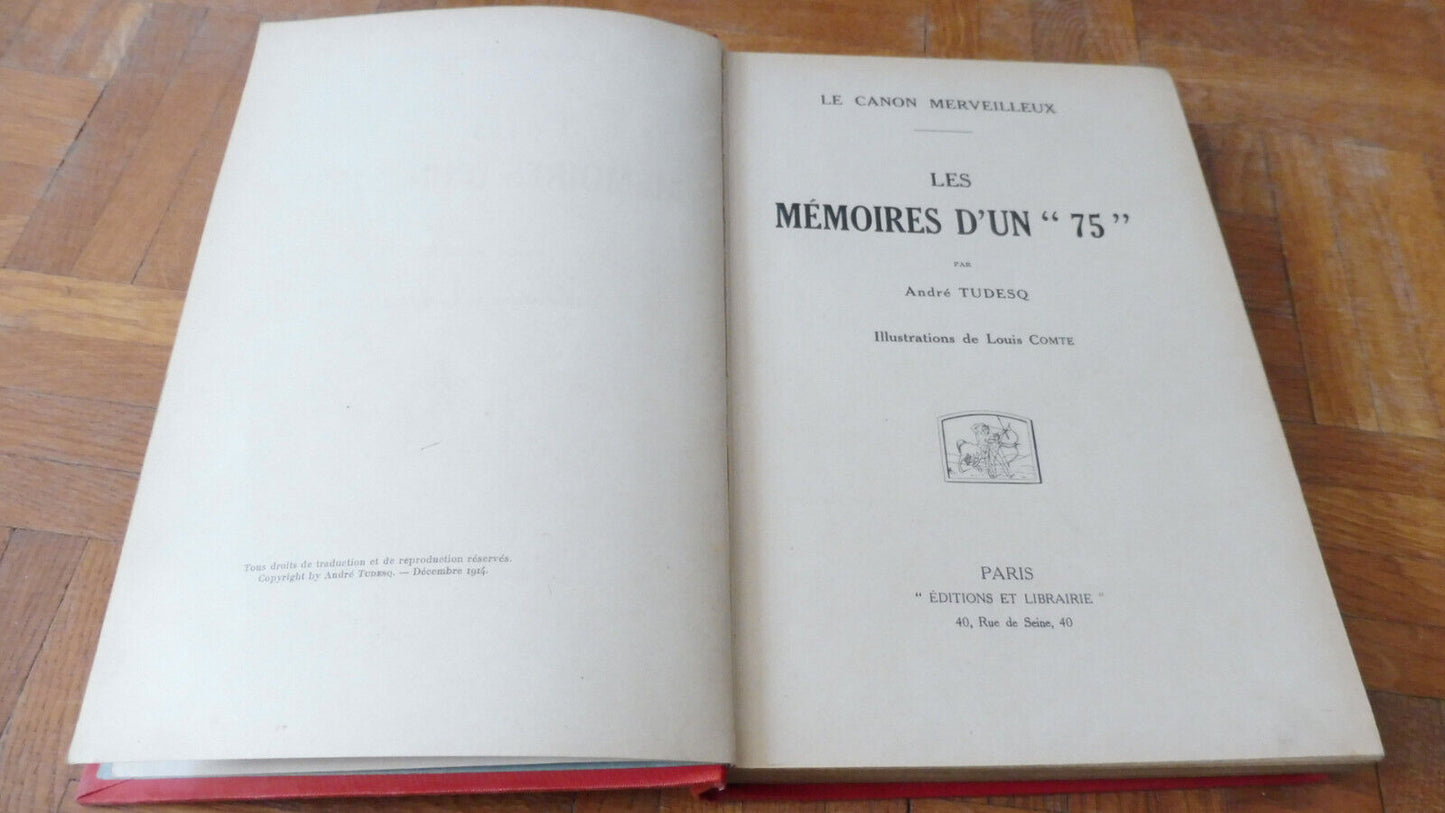 Tous droits de traduction et de reproduction réservés.
Copyright by André TUDESQ. — Décembre 1914.
LE CANON MERVEILLEUX
LES
MÉMOIRES D'UN “ 75 ”
PAR
André TUDESQ
Illustrations de Louis COMTE
PARIS
“ ÉDITIONS ET LIBRAIRIE ”
40, Rue de Seine, 40